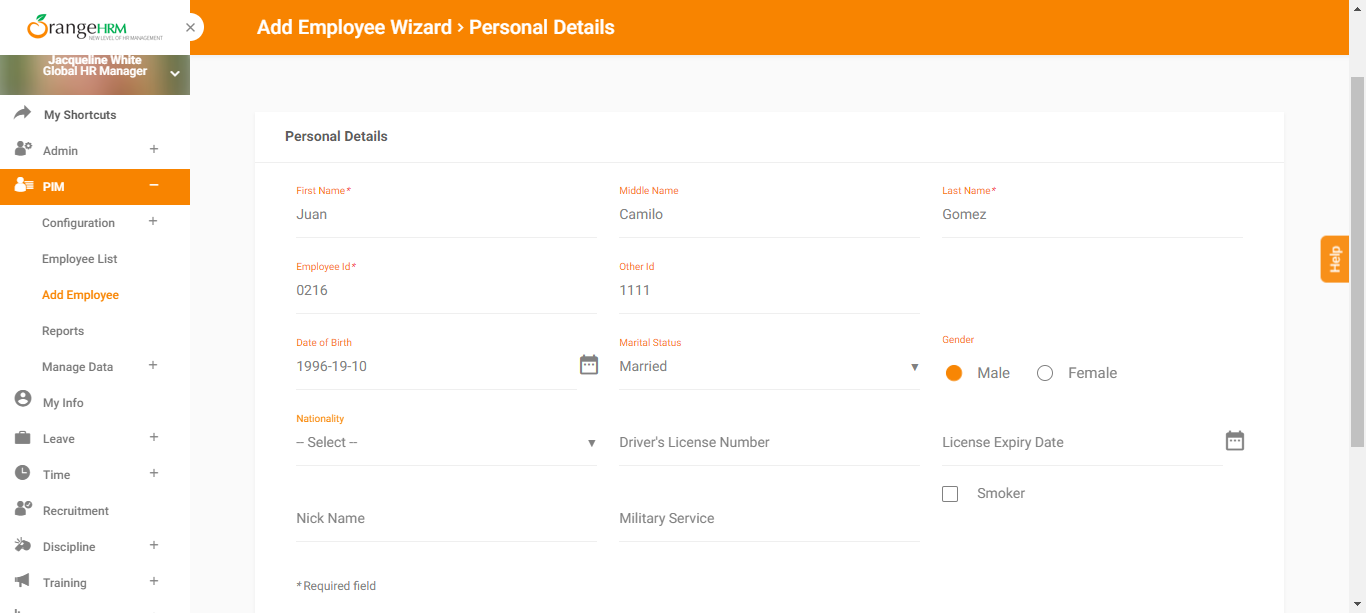 OrangeHRM
NEW LEVEL OF HR MANAGEMENT
Jacqueline White
Global HR Manager
My Shortcuts
Admin
PIM
Configuration
Employee List
Add Employee
Reports
Manage Data
My Info
Leave
Time
Recruitment
Discipline
Training
Add Employee Wizard › Personal Details
Personal Details
First Name* Middle Name Last Name*
Juan Camilo Gomez
Employee Id* Other Id
0216 1111
Date of Birth Marital Status Gender
1996-19-10 Married Male Female
Nationality
-- Select -- Driver's License Number License Expiry Date
Smoker
Nick Name Military Service
* Required field
Help